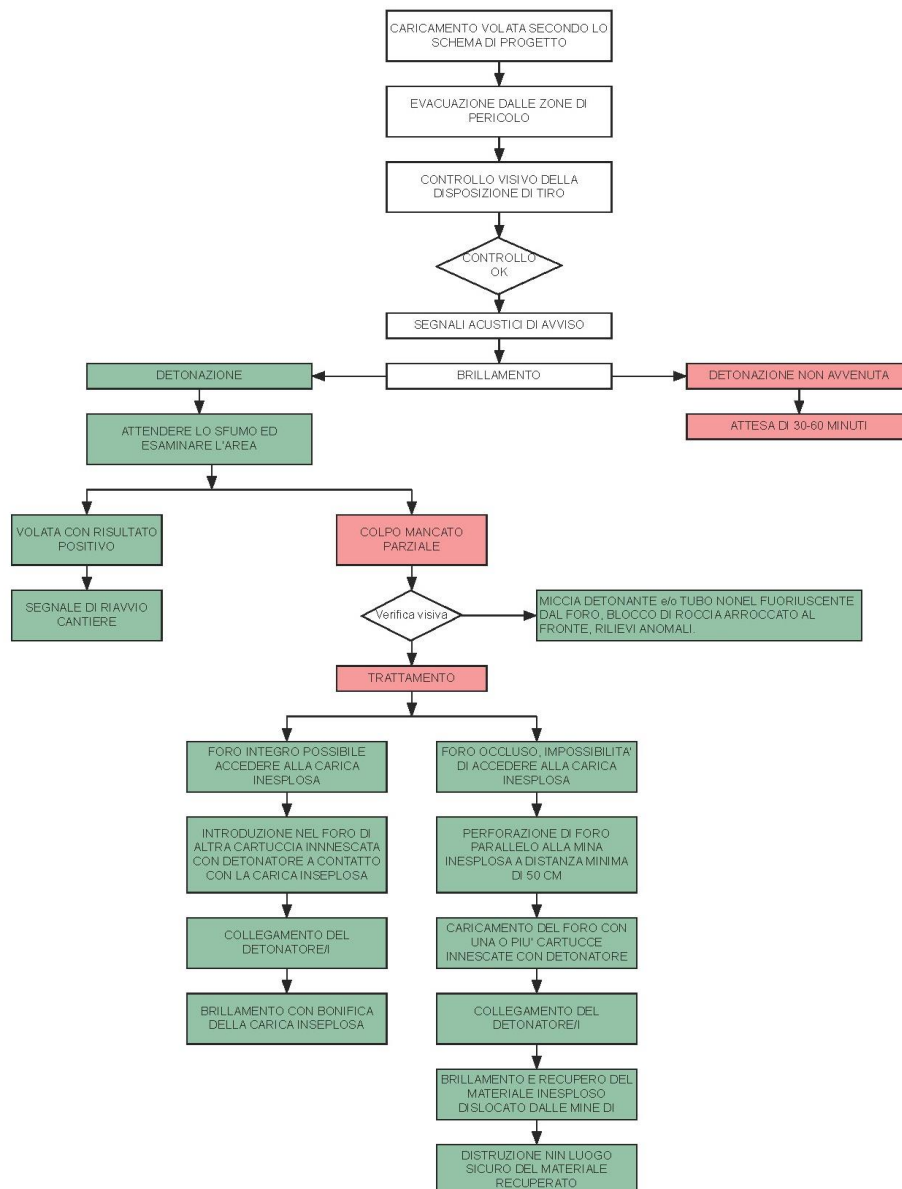 CARICAMENTO VOLATA SECONDO LO
SCHEMA DI PROGETTO
EVACUAZIONE DALLE ZONE DI
PERICOLO
CONTROLLO VISIVO DELLA
DISPOSIZIONE DI TIRO
CONTROLLO
OK
SEGNALI ACUSTICI DI AVVISO
DETONAZIONE
BRILLAMENTO
DETONAZIONE NON AVVENUTA
ATTENDERE LO SFUMO ED
ESAMINARE L'AREA
ATTESA DI 30-60 MINUTI
VOLATA CON RISULTATO
POSITIVO
COLPO MANCATO
PARZIALE
SEGNALE DI RIAVVIO
CANTIERE
Verifica visiva
MICCIA DETONANTE e/o TUBO NONEL FUORIUSCENTE
DAL FORO, BLOCCO DI ROCCIA ARROCCATO AL
FRONTE, RILIEVI ANOMALI.
TRATTAMENTO
FORO INTEGRO POSSIBILE
ACCEDERE ALLA CARICA
INESPLOSA
FORO OCCLUSO, IMPOSSIBILITA'
DI ACCEDERE ALLA CARICA
INESPLOSA
INTRODUZIONE NEL FORO DI
ALTRA CARTUCCIA INNNESCATA
CON DETONATORE A CONTATTO
CON LA CARICA INSEPLOSA
PERFORAZIONE DI FORO
PARALLELO ALLA MINA
INESPLOSA A DISTANZA MINIMA
DI 50 CM
COLLEGAMENTO DEL
DETONATORE/I
CARICAMENTO DEL FORO CON
UNA O PIU' CARTUCCE
INNESCATE CON DETONATORE
BRILLAMENTO CON BONIFICA
DELLA CARICA INSEPLOSA
COLLEGAMENTO DEL
DETONATORE/I
BRILLAMENTO E RECUPERO DEL
MATERIALE INESPLOSO
DISLOCATO DALLE MINE DI
DISTRUZIONE NIN LUOGO
SICURO DEL MATERIALE
RECUPERATO